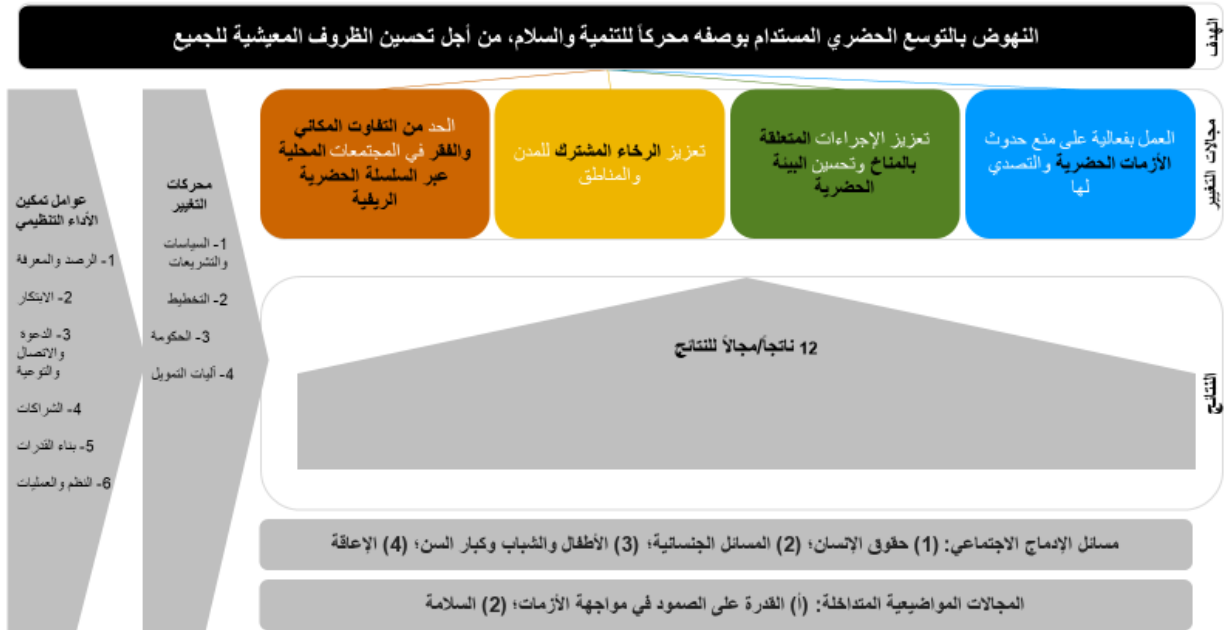 الهدف
النهوض بالتوسع الحضري المستدام بوصفه محركاً للتنمية والسلام، من أجل تحسين الظروف المعيشية للجميع
مجالات التغيير
العمل بفعالية على منع حدوث
الأزمات الحضرية والتصدي
لها
تعزيز الإجراءات المتعلقة
بالمناخ وتحسين البيئة
الحضرية
تعزيز الرخاء المشترك للمدن
والمناطق
الحد من التفاوت المكاني
والفقر في المجتمعات المحلية
عبر السلسلة الحضرية
الريفية
محركات
التغيير
1- السياسات
والتشريعات
2- التخطيط
3- الحكومة
4- آليات التمويل
عوامل تمكين
الأداء التنظيمي
1- الرصد والمعرفة
2- الابتكار
3- الدعوة
والاتصال
والتوعية
4- الشراكات
5- بناء القدرات
6- النظم والعمليات
النتائج
12 ناتجاً/مجالاً للنتائج
مسائل الإدماج الاجتماعي: (1) حقوق الإنسان؛ (2) المسائل الجنسانية؛ (3) الأطفال والشباب وكبار السن؛ (4) الإعاقة
المجالات المواضيعية المتداخلة: (أ) القدرة على الصمود في مواجهة الأزمات؛ (2) السلامة